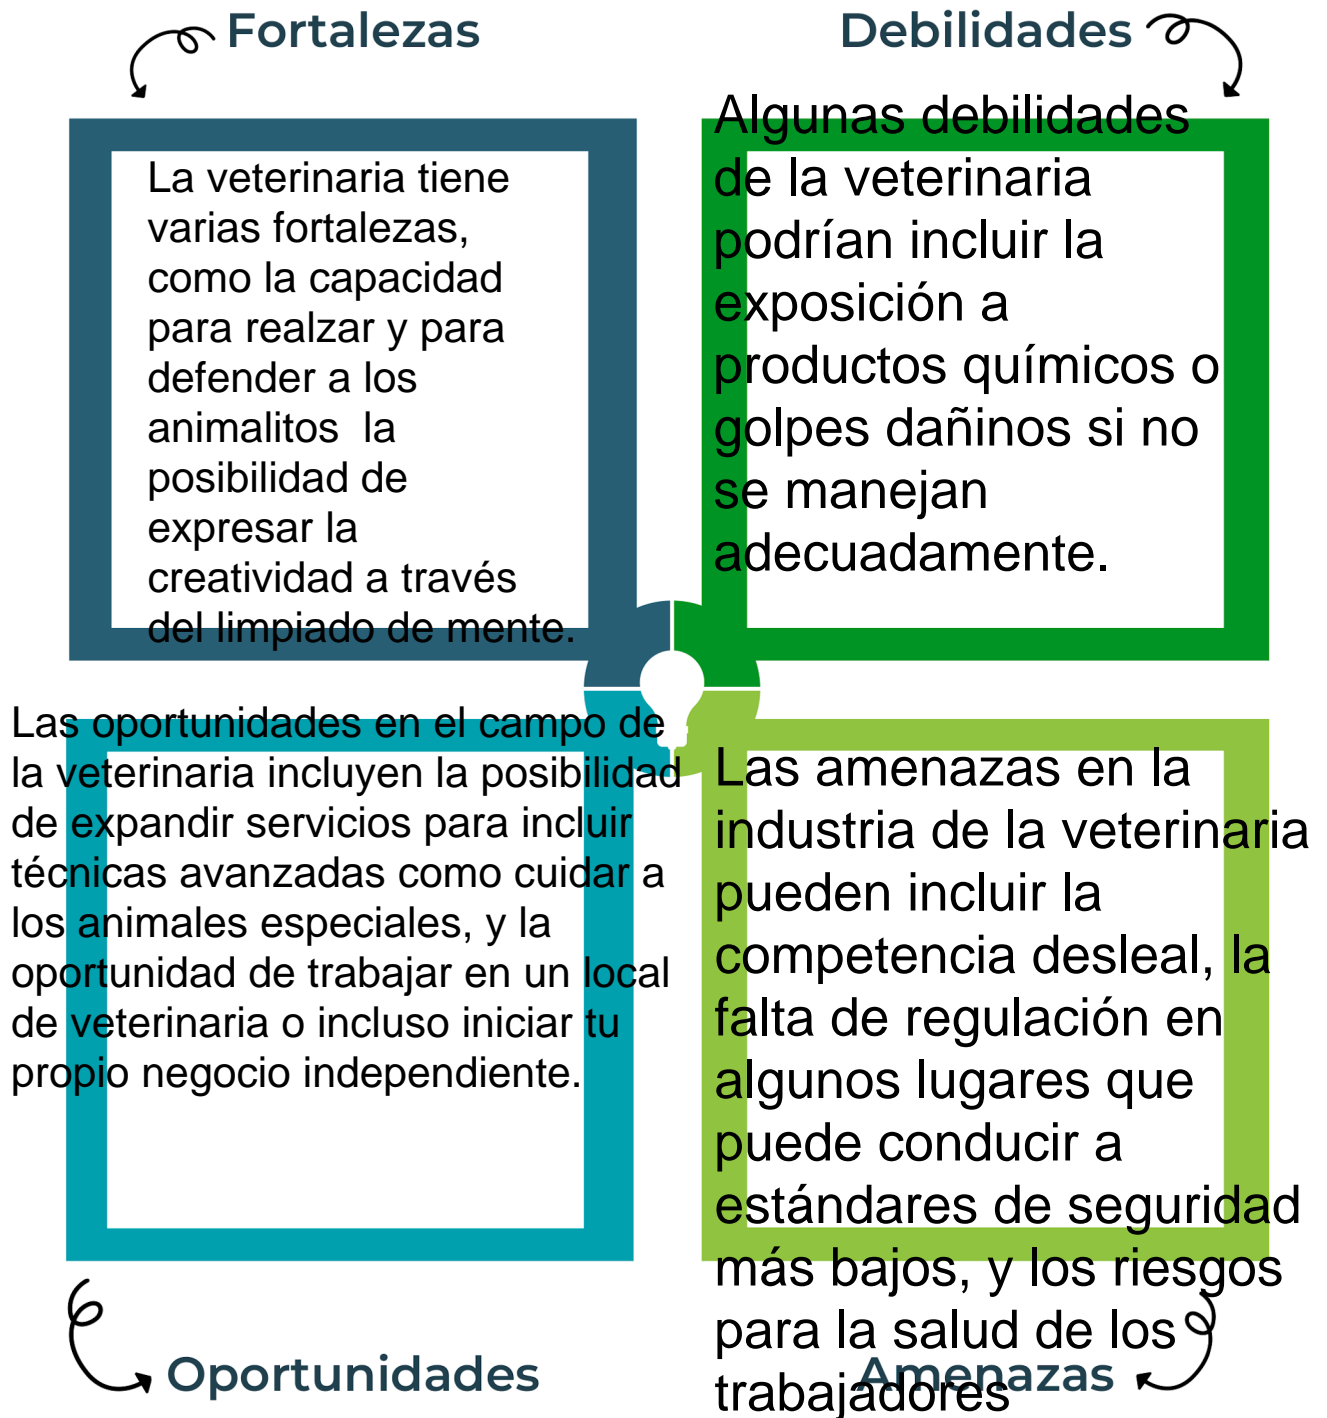 Fortalezas
La veterinaria tiene
varias fortalezas,
como la capacidad
para realzar y para
defender a los
animalitos  la
posibilidad de
expresar la
creatividad a través
del limpiado de mente.
Debilidades
Algunas debilidades
de la veterinaria
podrían incluir la
exposición a
productos químicos o
golpes dañinos si no
se manejan
adecuadamente.
Las oportunidades en el campo de
la veterinaria incluyen la posibilidad
de expandir servicios para incluir
técnicas avanzadas como cuidar a
los animales especiales, y la
oportunidad de trabajar en un local
de veterinaria o incluso iniciar tu
propio negocio independiente.
Oportunidades
Las amenazas en la
industria de la veterinaria
pueden incluir la
competencia desleal, la
falta de regulación en
algunos lugares que
puede conducir a
estándares de seguridad
más bajos, y los riesgos
para la salud de los
trabajadores
Amenazas